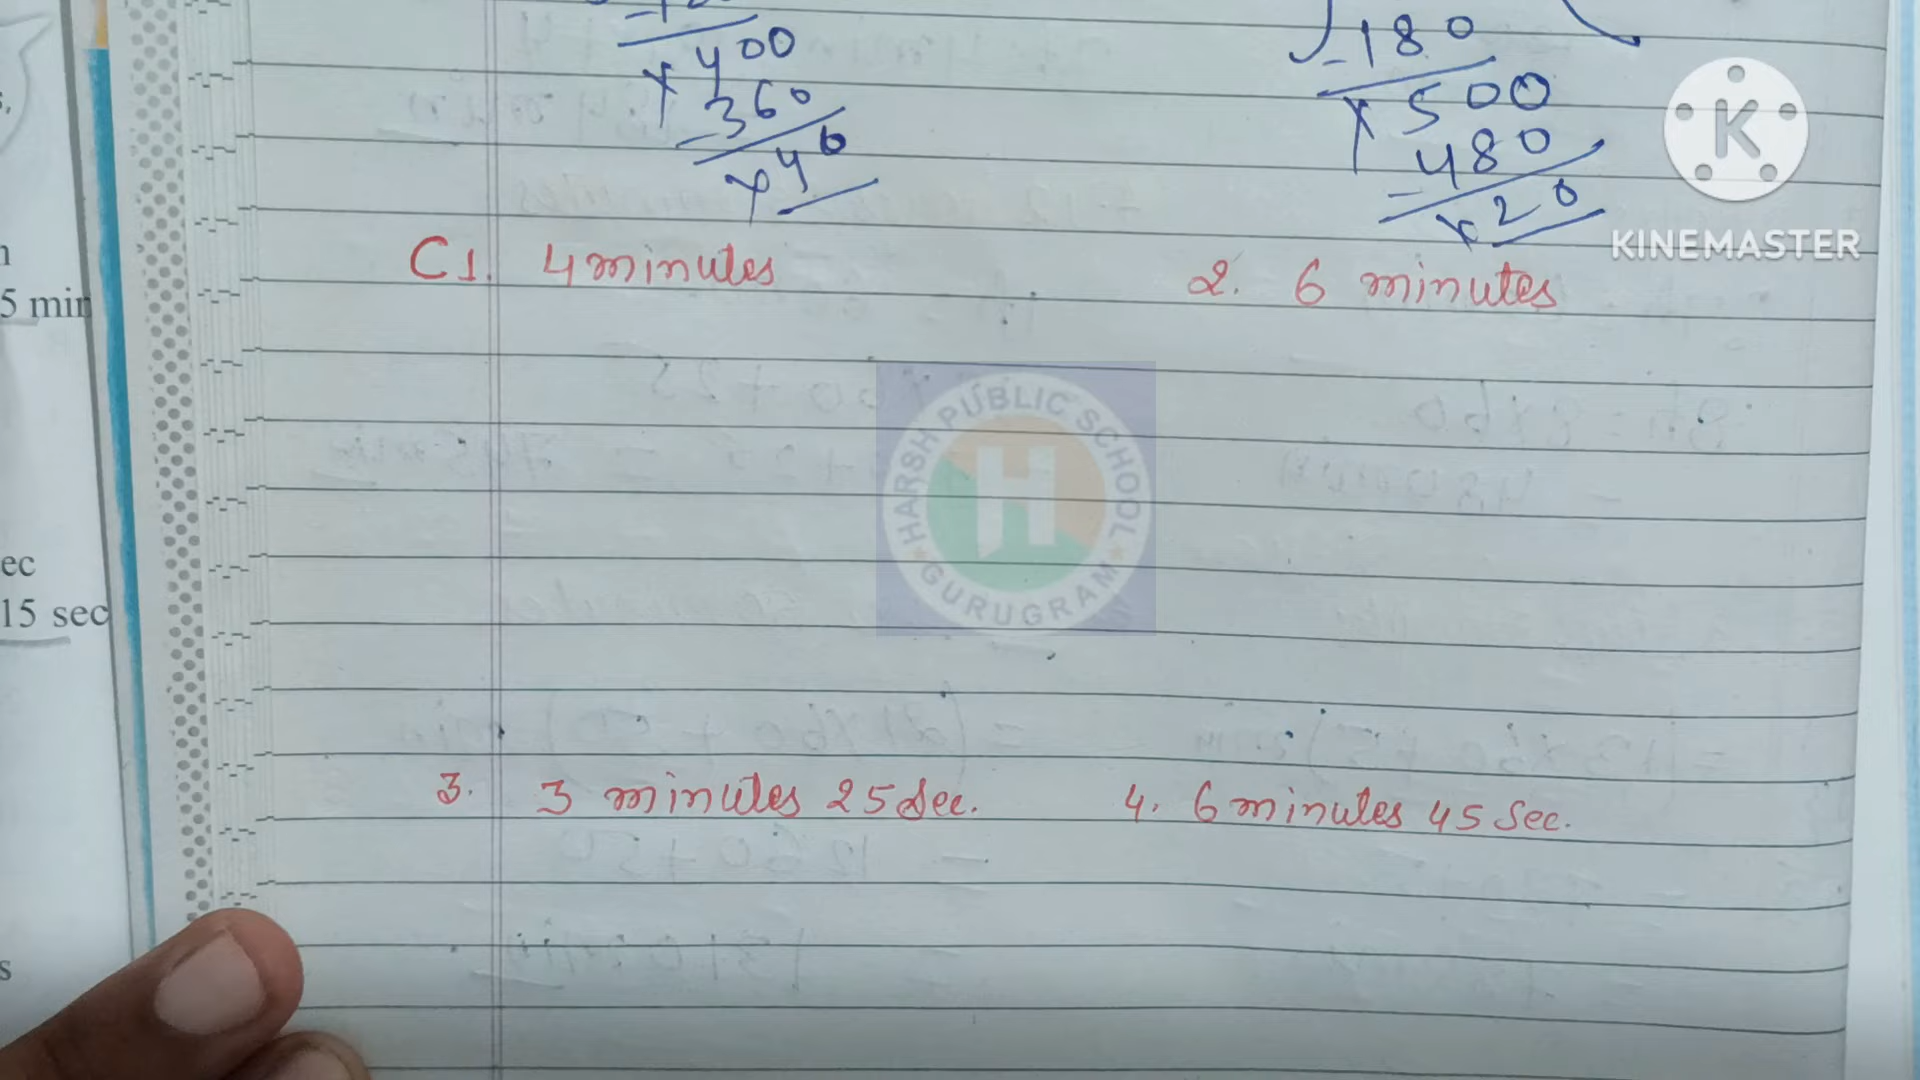 400
360
40
180
500
480
20
KINEMASTER
C1. 4 minutes
2. 6 minutes
5 min
HARSH PUBLIC SCHOOL
H
GURUGRAM
ec
15 sec
3. 3 minutes 25 Sec.
4. 6 minutes 45 Sec.
s